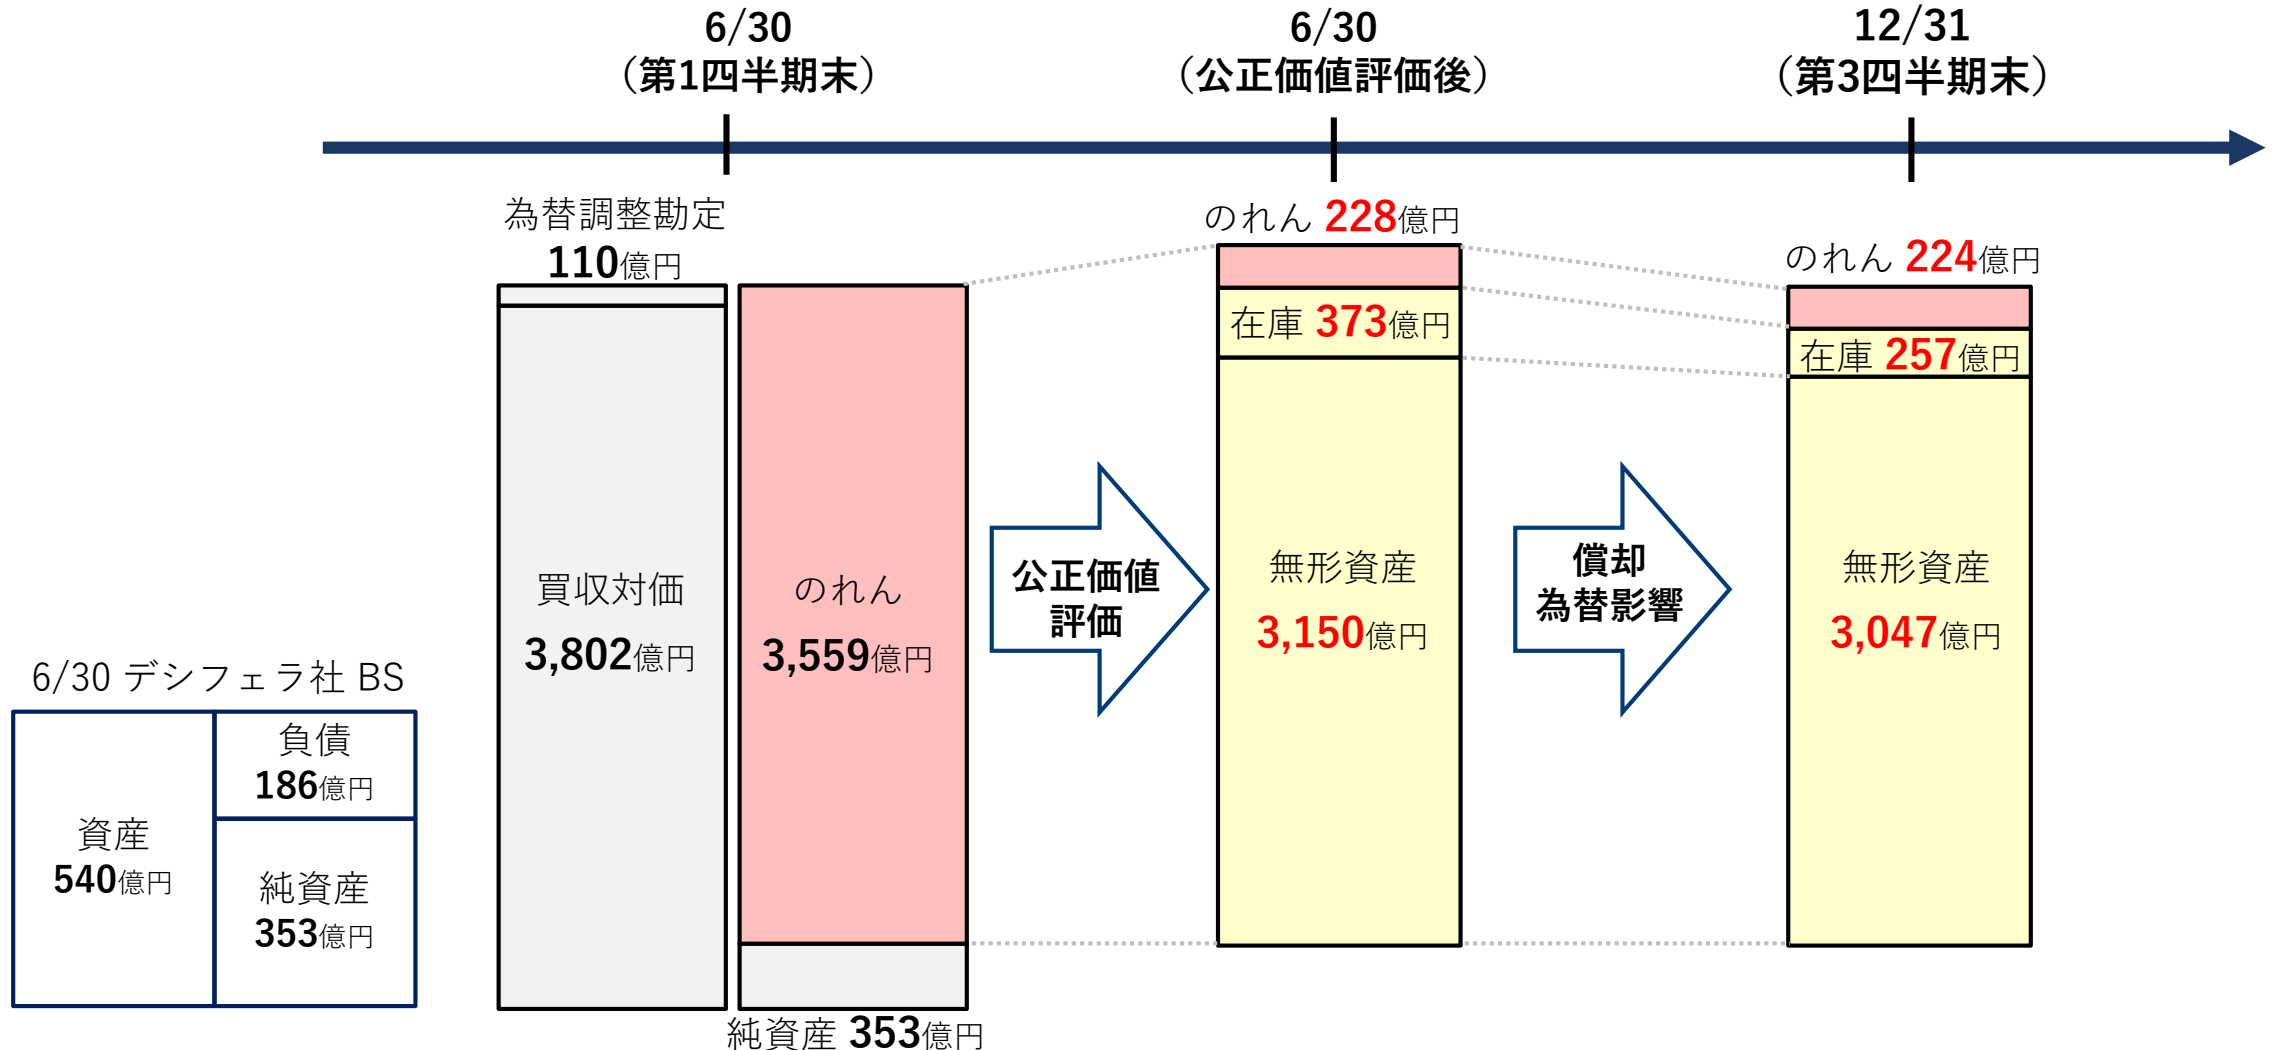 6/30
（第1四半期末）
6/30
（公正価値評価後）
12/31
（第3四半期末）
為替調整勘定
110億円
買収対価
3,802億円
のれん
3,559億円
純資産 353億円
6/30 デシフェラ社 BS
資産
540億円
負債
186億円
純資産
353億円
公正価値
評価
のれん 228億円
在庫 373億円
無形資産
3,150億円
償却
為替影響
のれん 224億円
在庫 257億円
無形資産
3,047億円